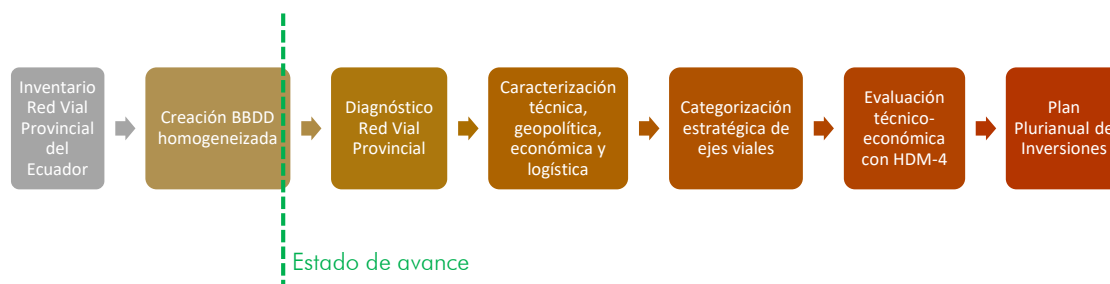 Inventario
Red Vial
Provincial
del
Ecuador
Creación BBDD
homogeneizada
Diagnóstico
Red Vial
Provincial
Caracterización
técnica,
geopolítica,
económica y
logística
Categorización
estratégica de
ejes viales
Evaluación
técnico-
económica
con HDM-4
Plan
Plurianual de
Inversiones
Estado de avance